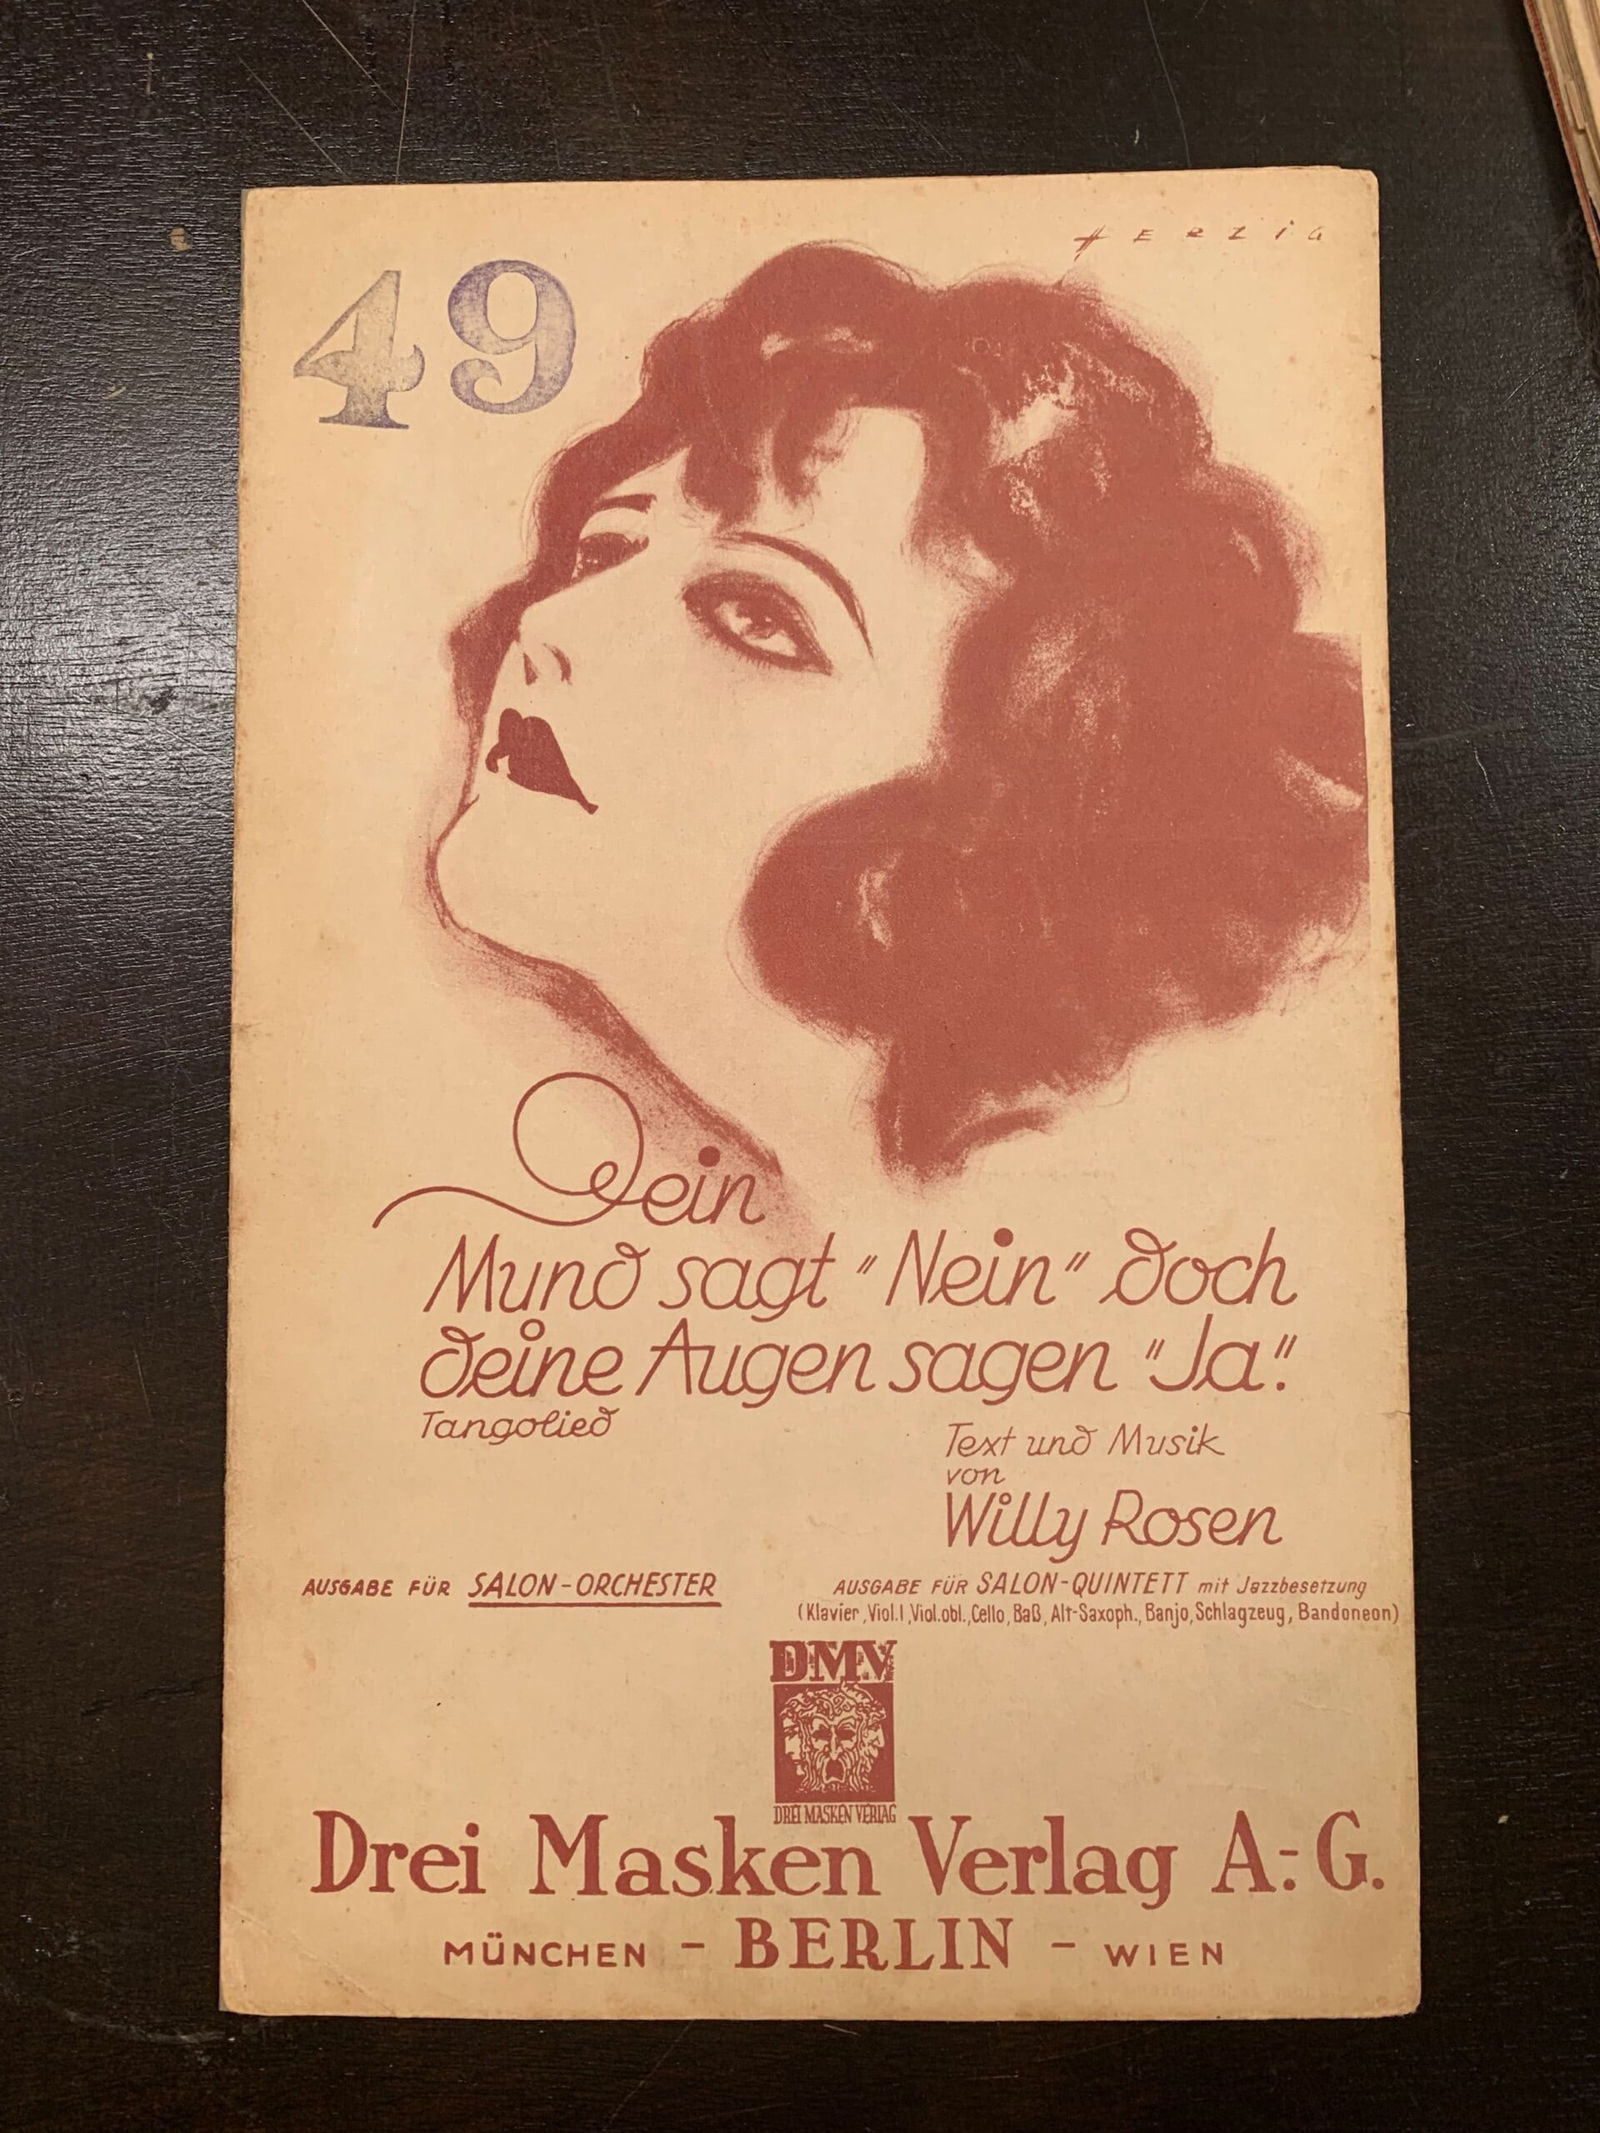 HERZIG
49
Dein
Mund sagt "Nein" doch
deine Augen sagen "Ja".
Tangolied
Text und Musik
von
Willy Rosen
AUSGABE FÜR SALON-ORCHESTER
AUSGABE FÜR SALON-QUINTETT mit Jazzbesetzung
(Klavier, Viol.I, Viol.obl., Cello, Baß, Alt-Saxoph., Banjo, Schlagzeug, Bandoneon)
DMV
DREI MASKEN VERLAG
Drei Masken Verlag A.-G.
MÜNCHEN - BERLIN - WIEN